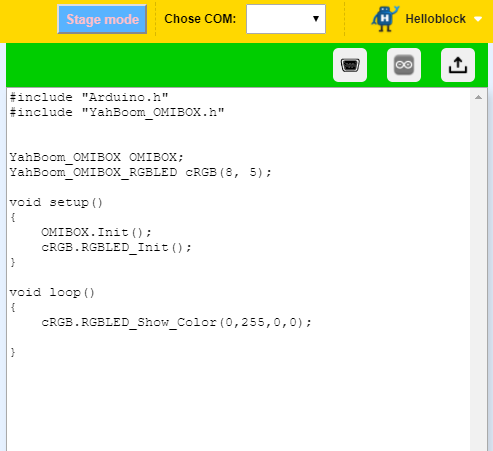 Stage mode Chose COM: Helloblock
#include "Arduino.h"
#include "YahBoom_OMIBOX.h"
YahBoom_OMIBOX OMIBOX;
YahBoom_OMIBOX_RGBLED cRGB(8, 5);
void setup()
{
    OMIBOX.Init();
    cRGB.RGBLED_Init();
}
void loop()
{
    cRGB.RGBLED_Show_Color(0,255,0,0);
}